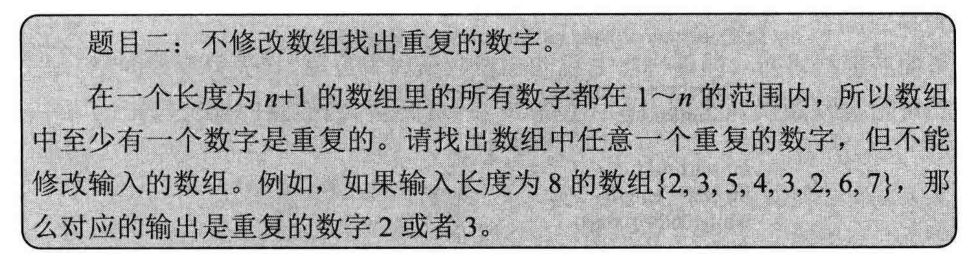 题目二：不修改数组找出重复的数字。
在一个长度为 n+1 的数组里的所有数字都在 1～n 的范围内，所以数组
中至少有一个数字是重复的。请找出数组中任意一个重复的数字，但不能
修改输入的数组。例如，如果输入长度为 8 的数组{2, 3, 5, 4, 3, 2, 6, 7}，那
么对应的输出是重复的数字 2 或者 3。